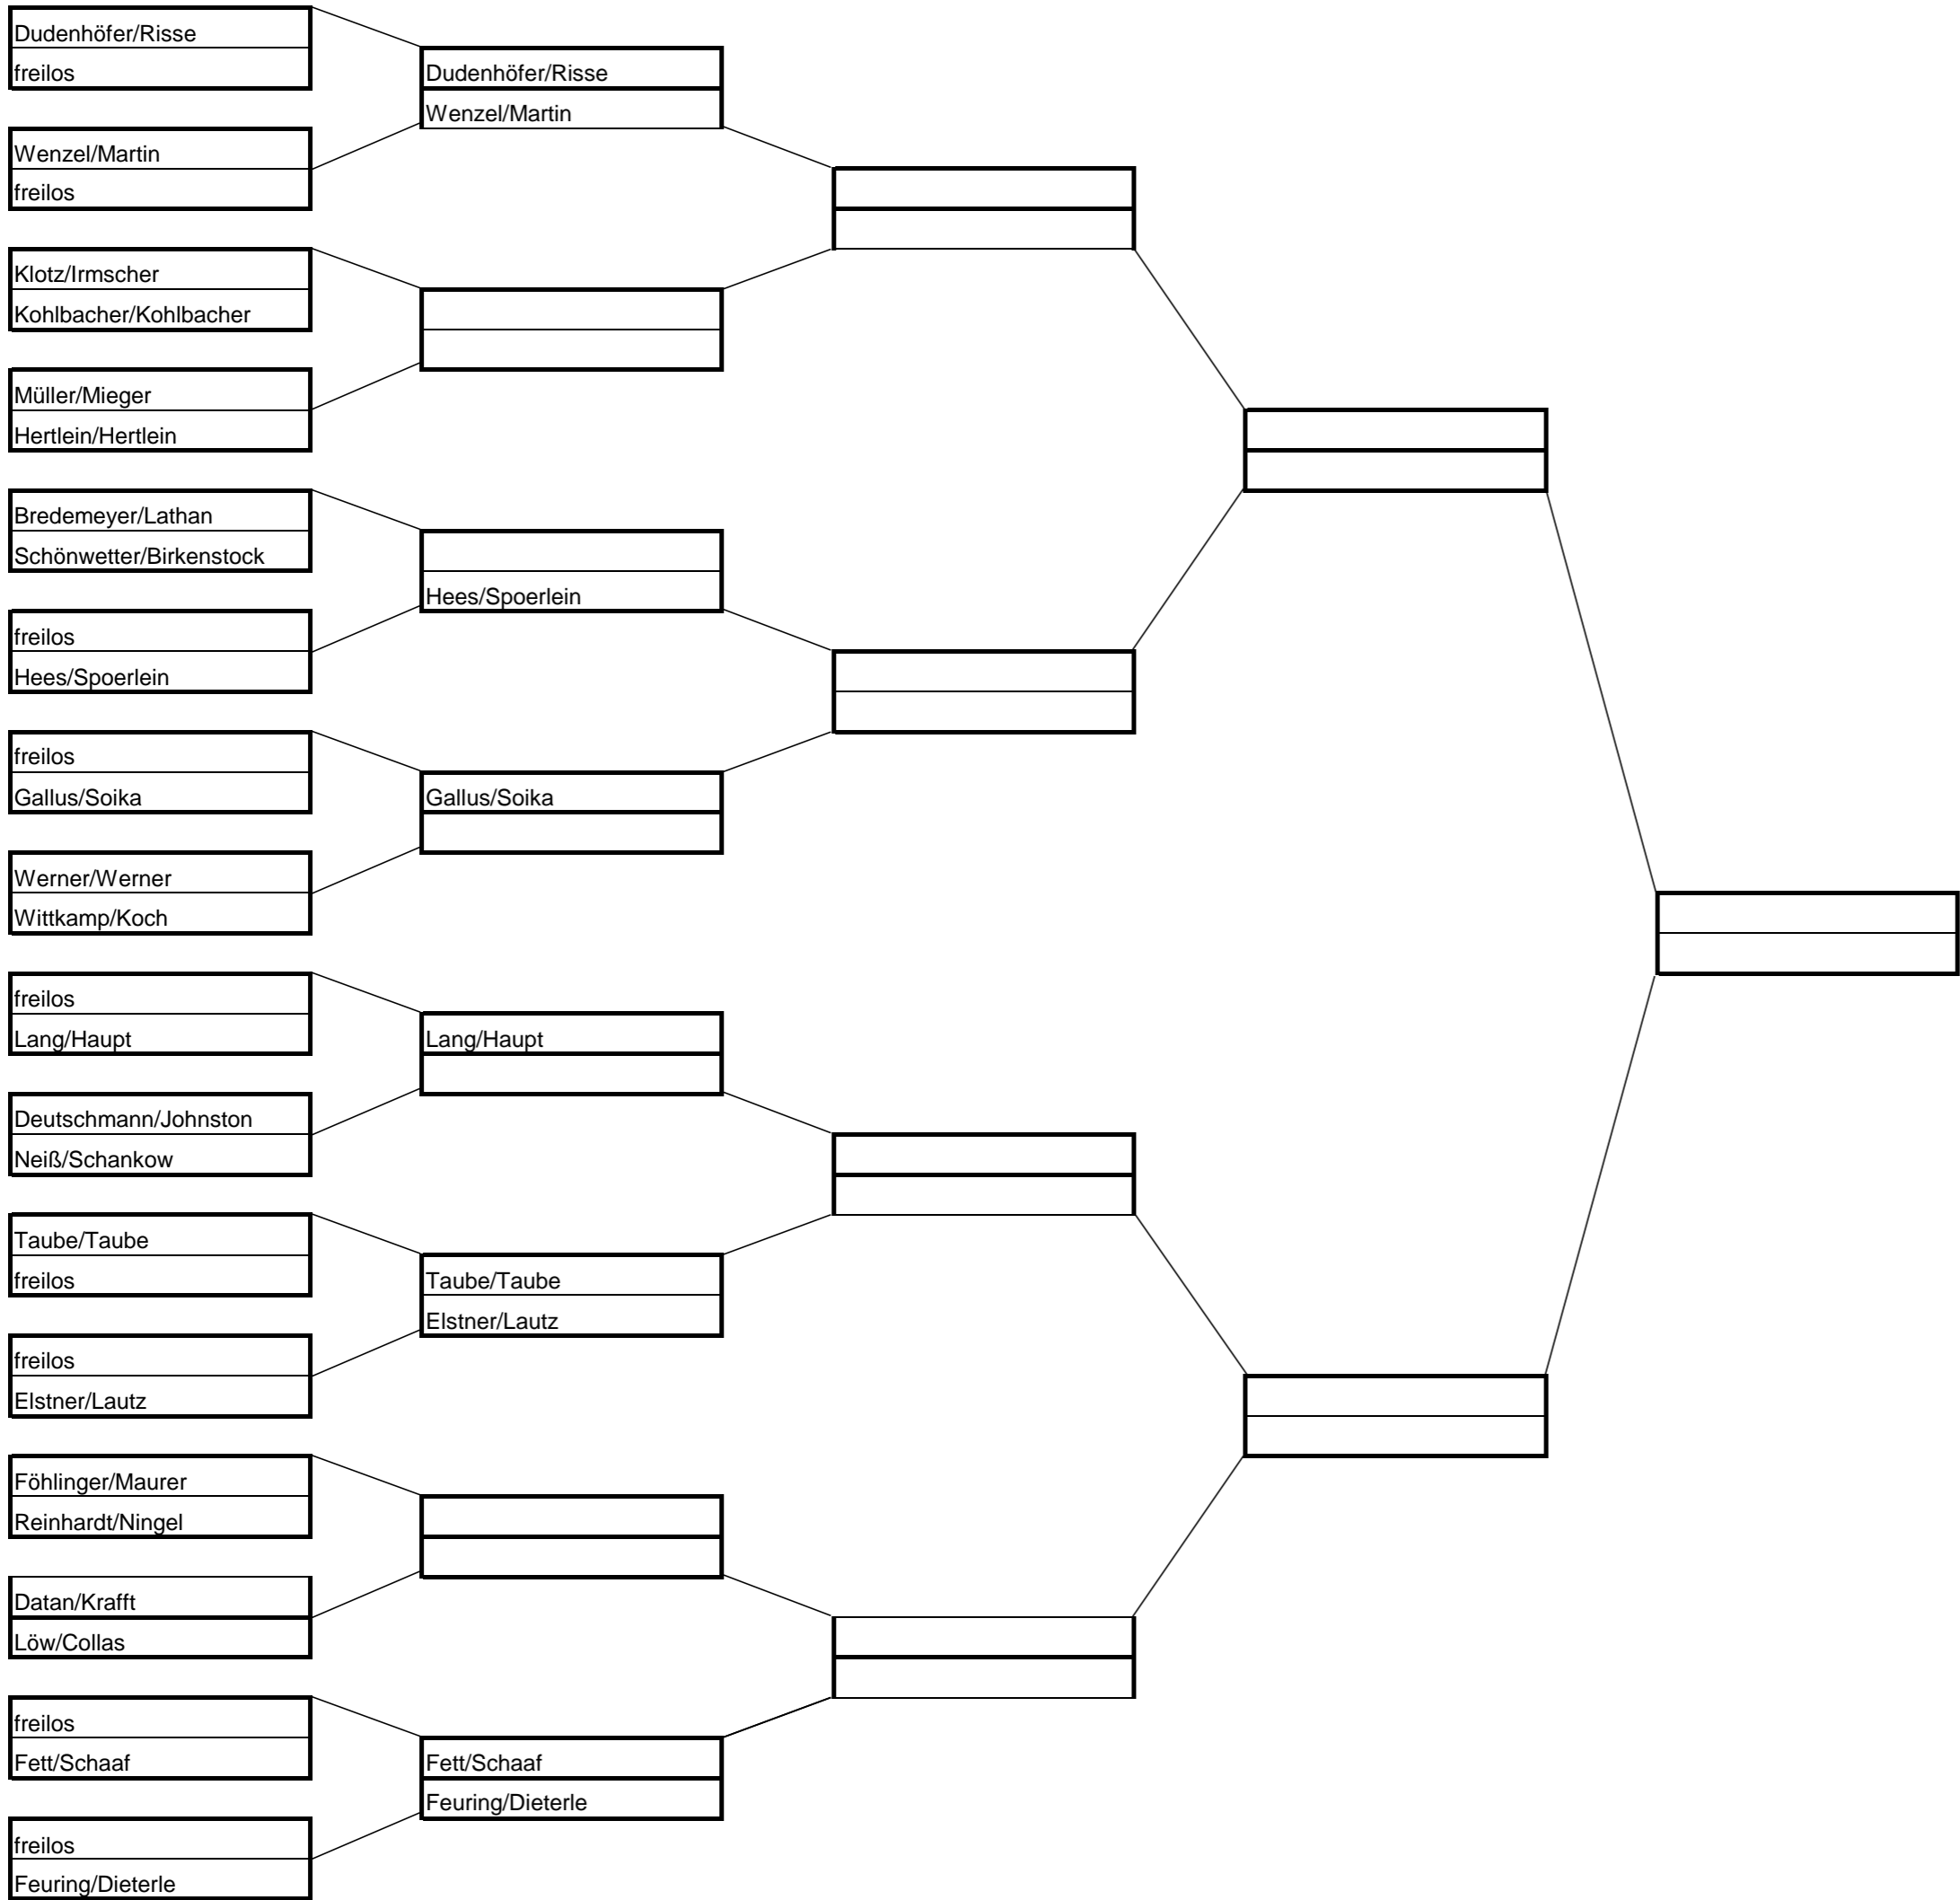 Dudenhöfer/Risse
freilos
Wenzel/Martin
freilos
Klotz/Irmscher
Kohlbacher/Kohlbacher
Müller/Mieger
Hertlein/Hertlein
Bredemeyer/Lathan
Schönwetter/Birkenstock
freilos
Hees/Spoerlein
freilos
Gallus/Soika
Werner/Werner
Wittkamp/Koch
freilos
Lang/Haupt
Deutschmann/Johnston
Neiß/Schankow
Taube/Taube
freilos
freilos
Elstner/Lautz
Föhlinger/Maurer
Reinhardt/Ningel
Datan/Krafft
Löw/Collas
freilos
Fett/Schaaf
freilos
Feuring/Dieterle
Dudenhöfer/Risse
Wenzel/Martin
Hees/Spoerlein
Gallus/Soika
Lang/Haupt
Taube/Taube
Elstner/Lautz
Fett/Schaaf
Feuring/Dieterle